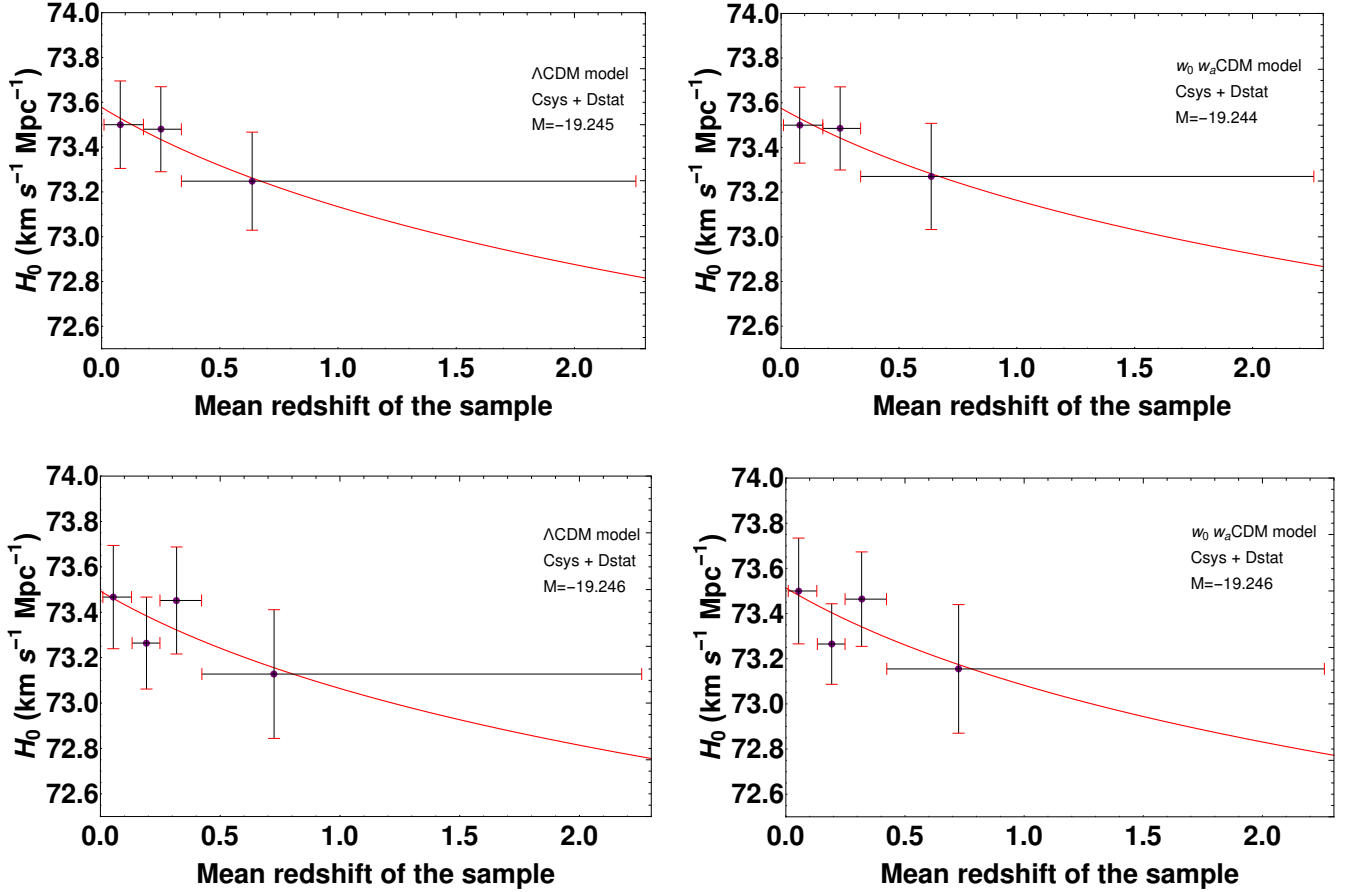 74.0
73.8
73.6
73.4
73.2
73.0
72.8
72.6
H₀ (km s⁻¹ Mpc⁻¹)
ΛCDM model
Csys + Dstat
M=−19.245
0.0 0.5 1.0 1.5 2.0
Mean redshift of the sample
74.0
73.8
73.6
73.4
73.2
73.0
72.8
72.6
H₀ (km s⁻¹ Mpc⁻¹)
w₀ wₐCDM model
Csys + Dstat
M=−19.244
0.0 0.5 1.0 1.5 2.0
Mean redshift of the sample
74.0
73.8
73.6
73.4
73.2
73.0
72.8
72.6
H₀ (km s⁻¹ Mpc⁻¹)
ΛCDM model
Csys + Dstat
M=−19.246
0.0 0.5 1.0 1.5 2.0
Mean redshift of the sample
74.0
73.8
73.6
73.4
73.2
73.0
72.8
72.6
H₀ (km s⁻¹ Mpc⁻¹)
w₀ wₐCDM model
Csys + Dstat
M=−19.246
0.0 0.5 1.0 1.5 2.0
Mean redshift of the sample